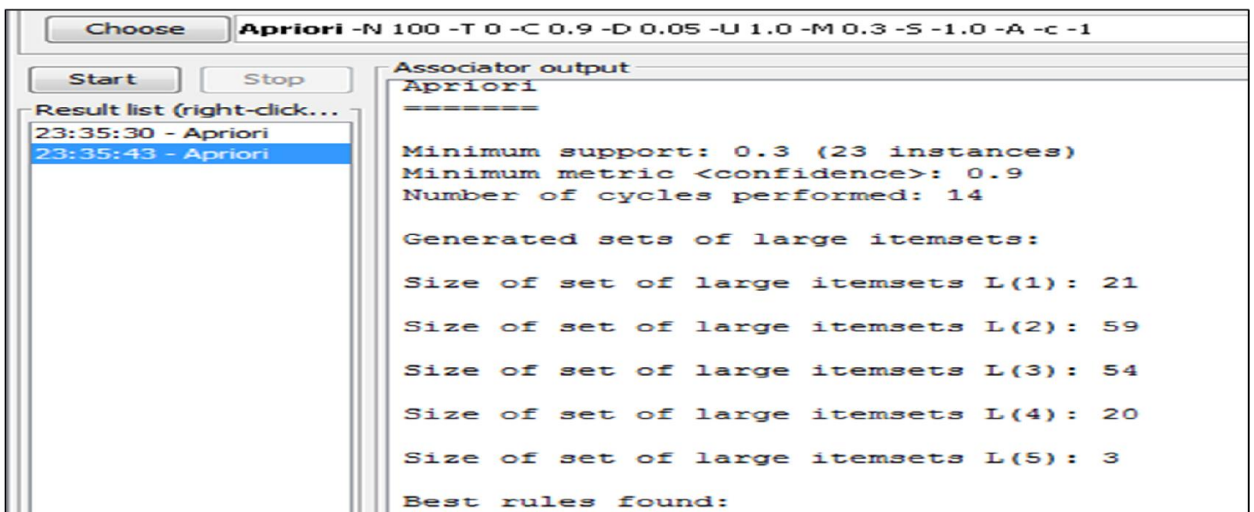 Choose
Apriori -N 100 -T 0 -C 0.9 -D 0.05 -U 1.0 -M 0.3 -S -1.0 -A -c -1
Start
Stop
Result list (right-click...
23:35:30 - Apriori
23:35:43 - Apriori
Associator output
Apriori
=======
Minimum support: 0.3 (23 instances)
Minimum metric <confidence>: 0.9
Number of cycles performed: 14
Generated sets of large itemsets:
Size of set of large itemsets L(1): 21
Size of set of large itemsets L(2): 59
Size of set of large itemsets L(3): 54
Size of set of large itemsets L(4): 20
Size of set of large itemsets L(5): 3
Best rules found: